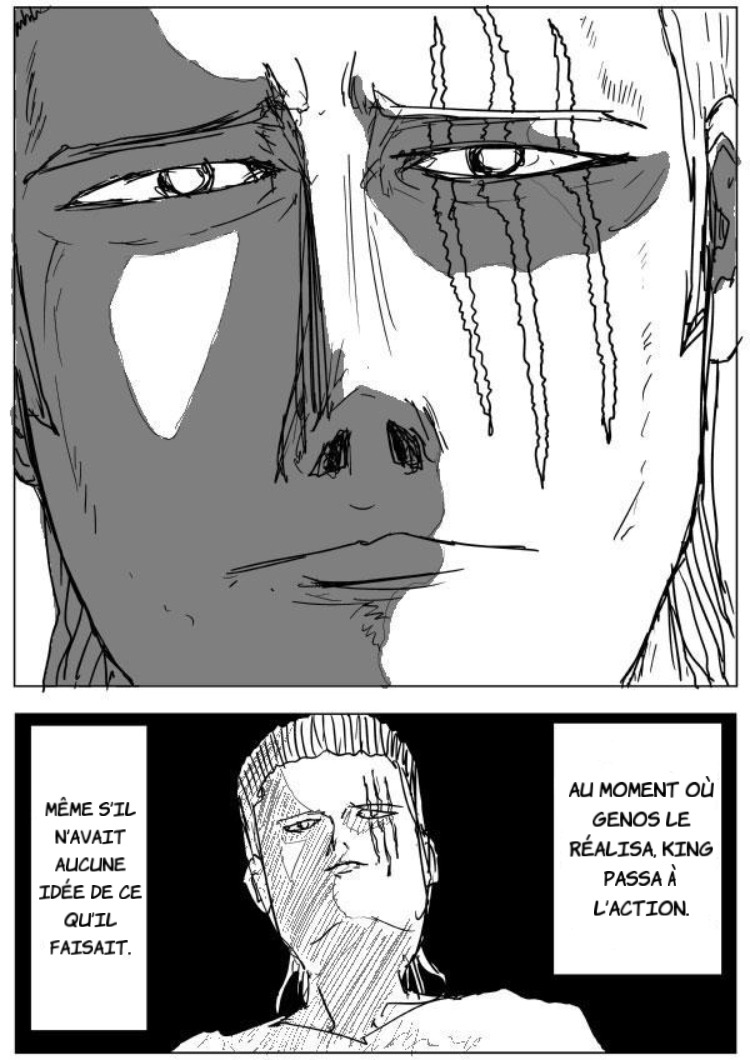 AU MOMENT OÙ
GENOS LE
RÉALISA, KING
PASSA À
L'ACTION.
MÊME S'IL
N'AVAIT
AUCUNE
IDÉE DE CE
QU'IL
FAISAIT.